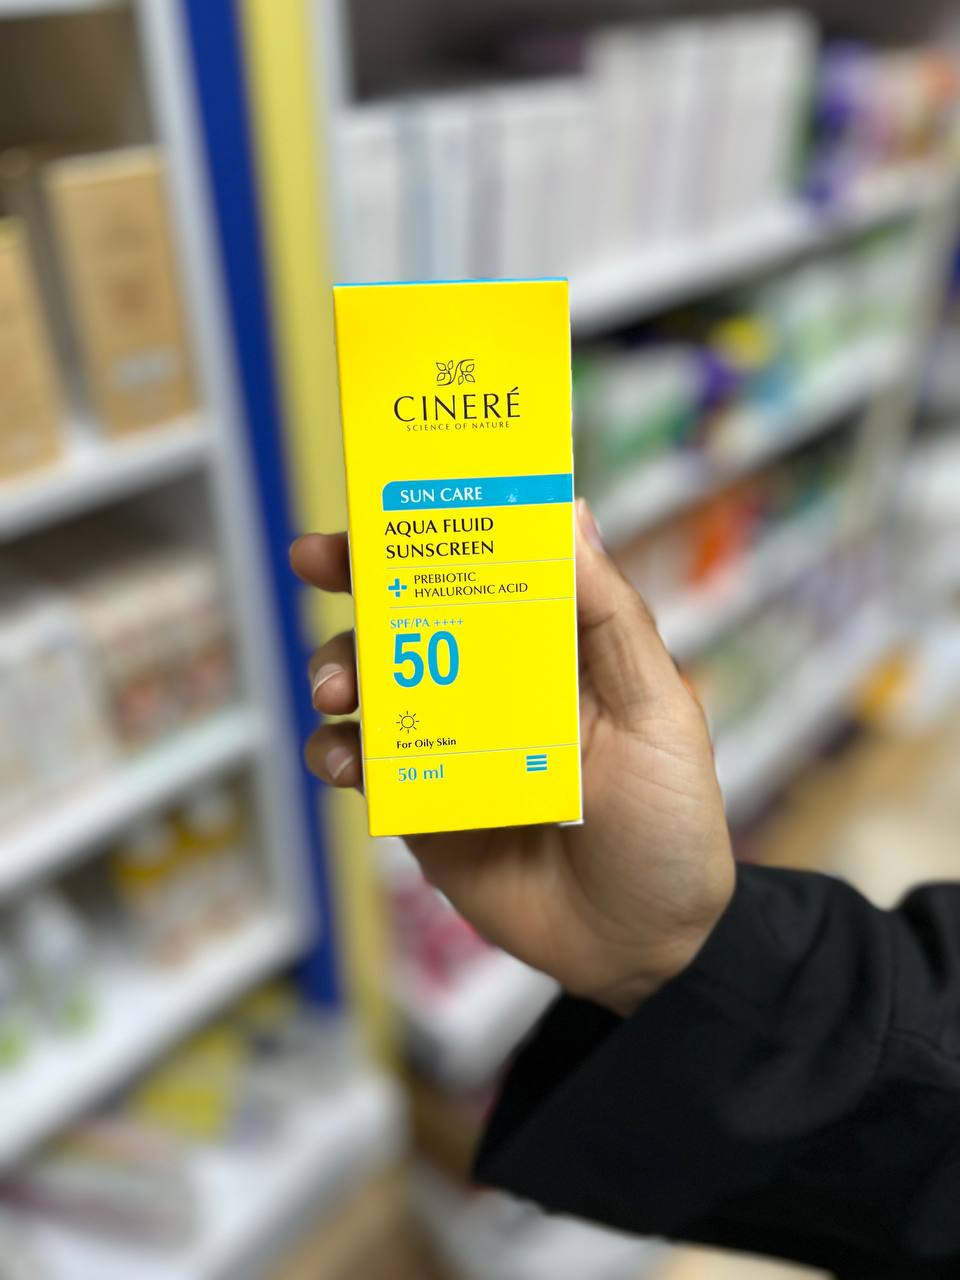 CINERÉ
SCIENCE OF NATURE
SUN CARE
AQUA FLUID
SUNSCREEN
+ PREBIOTIC
HYALURONIC ACID
SPF/PA ++++
50
For Oily Skin
50 ml